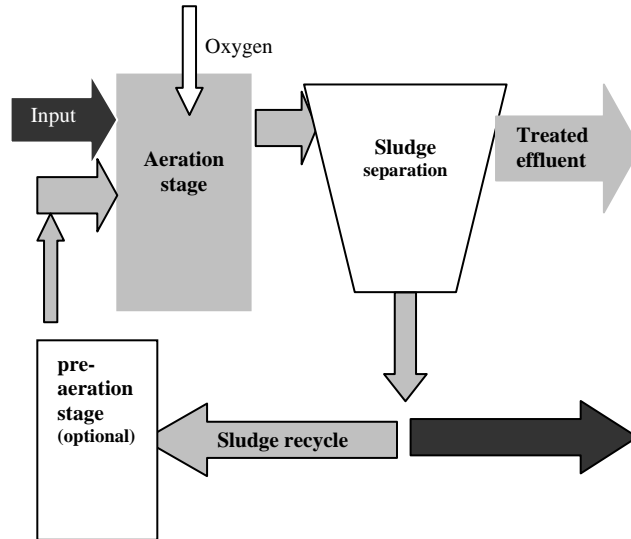 Oxygen
Input
Aeration
stage
Sludge
separation
Treated
effluent
pre-
aeration
stage
(optional)
Sludge recycle